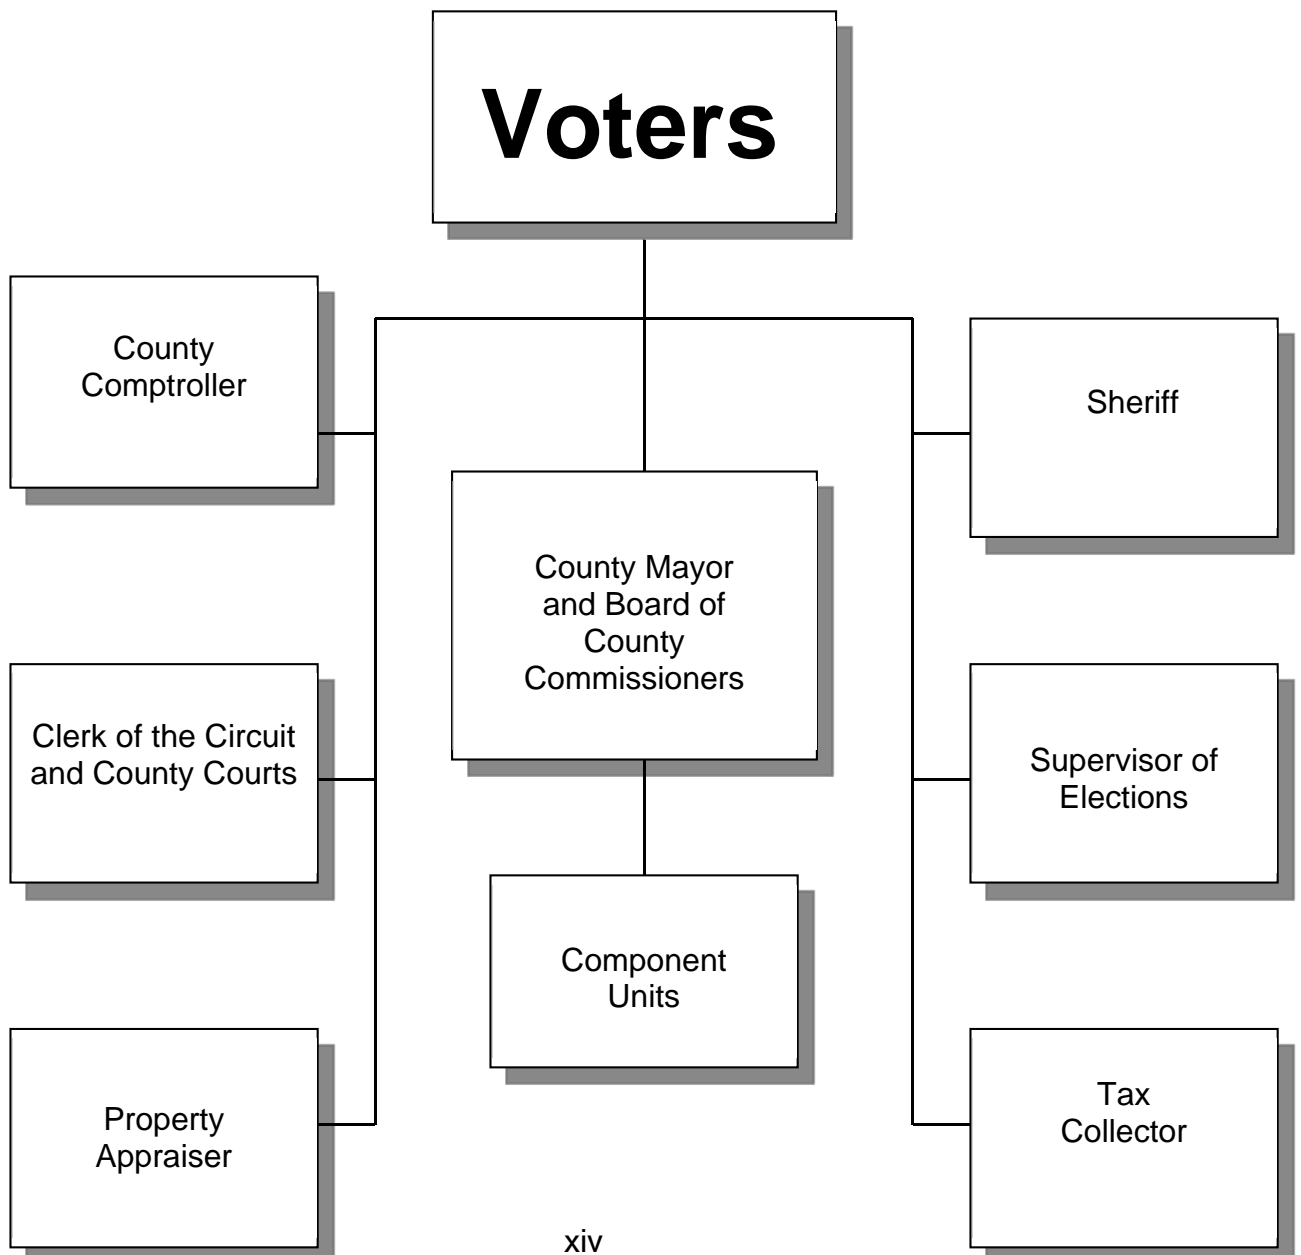 Voters
County
Comptroller
Sheriff
County Mayor
and Board of
County
Commissioners
Clerk of the Circuit
and County Courts
Supervisor of
Elections
Component
Units
Property
Appraiser
Tax
Collector
xiv